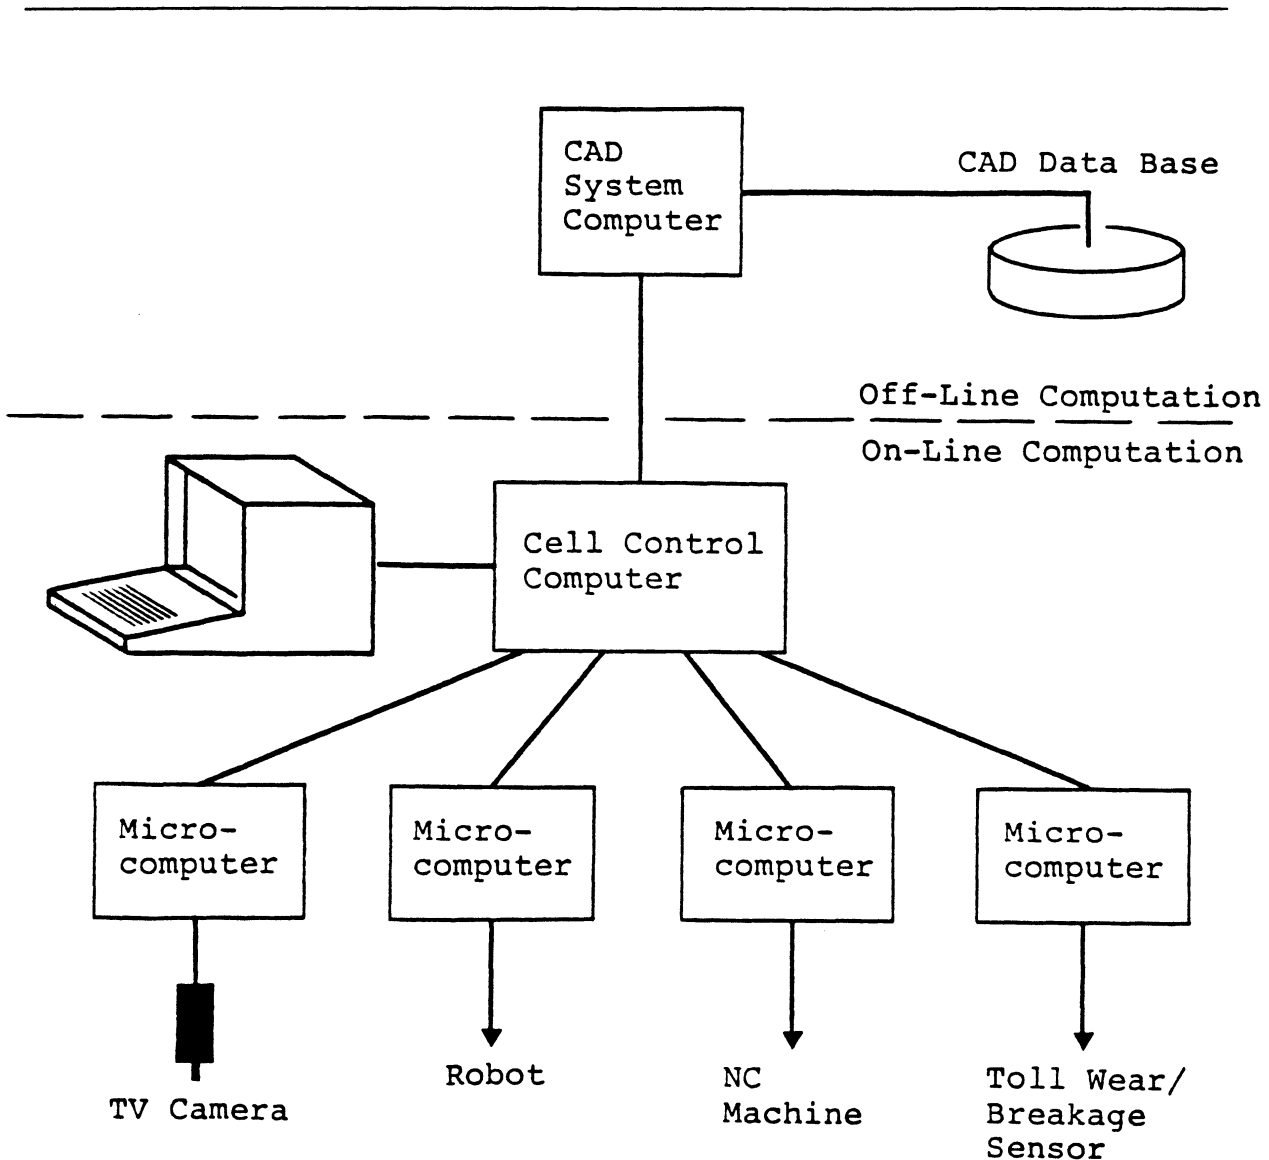 CAD
System
Computer
CAD Data Base
Off-Line Computation
On-Line Computation
Cell Control
Computer
Micro-
computer
Micro-
computer
Micro-
computer
Micro-
computer
TV Camera
Robot
NC
Machine
Toll Wear/
Breakage
Sensor